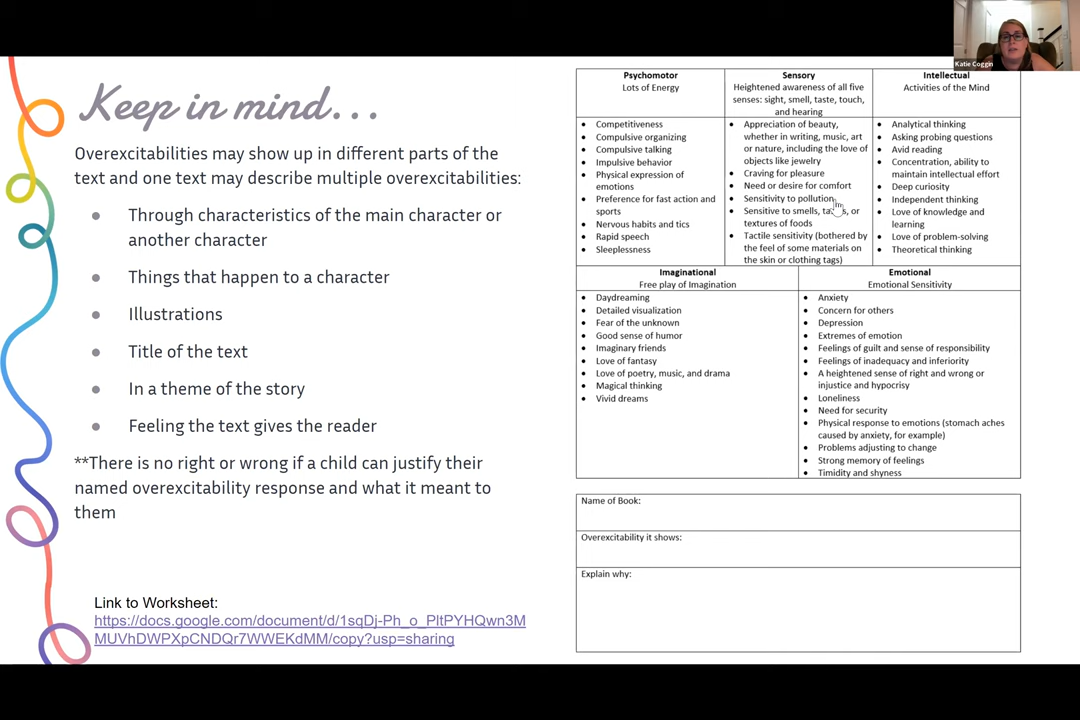 Katie Coggin
Keep in mind...
Overexcitabilities may show up in different parts of the
text and one text may describe multiple overexcitabilities:
● Through characteristics of the main character or
another character
● Things that happen to a character
● Illustrations
● Title of the text
● In a theme of the story
● Feeling the text gives the reader
**There is no right or wrong if a child can justify their
named overexcitability response and what it meant to
them
Link to Worksheet:
https://docs.google.com/document/d/1sqDj-Ph_o_PltPYHQwn3M
MUVhDWPXpCNDQr7WWEKdMM/copy?usp=sharing
Psychomotor
Lots of Energy
• Competitiveness
• Compulsive organizing
• Compulsive talking
• Impulsive behavior
• Physical expression of
emotions
• Preference for fast action and
sports
• Nervous habits and tics
• Rapid speech
• Sleeplessness
Sensory
Heightened awareness of all five
senses: sight, smell, taste, touch,
and hearing
• Appreciation of beauty,
whether in writing, music, art
or nature, including the love of
objects like jewelry
• Craving for pleasure
• Need or desire for comfort
• Sensitivity to pollution
• Sensitive to smells, or
textures of foods
• Tactile sensitivity (bothered by
the feel of some materials on
the skin or clothing tags)
Intellectual
Activities of the Mind
• Analytical thinking
• Asking probing questions
• Avid reading
• Concentration, ability to
maintain intellectual effort
• Deep curiosity
• Independent thinking
• Love of knowledge and
learning
• Love of problem-solving
• Theoretical thinking
Imaginational
Free play of Imagination
• Daydreaming
• Detailed visualization
• Fear of the unknown
• Good sense of humor
• Imaginary friends
• Love of fantasy
• Love of poetry, music, and drama
• Magical thinking
• Vivid dreams
Emotional
Emotional Sensitivity
• Anxiety
• Concern for others
• Depression
• Extremes of emotion
• Feelings of guilt and sense of responsibility
• Feelings of inadequacy and inferiority
• A heightened sense of right and wrong or
injustice and hypocrisy
• Loneliness
• Need for security
• Physical response to emotions (stomach aches
caused by anxiety, for example)
• Problems adjusting to change
• Strong memory of feelings
• Timidity and shyness
Name of Book:
Overexcitability it shows:
Explain why: